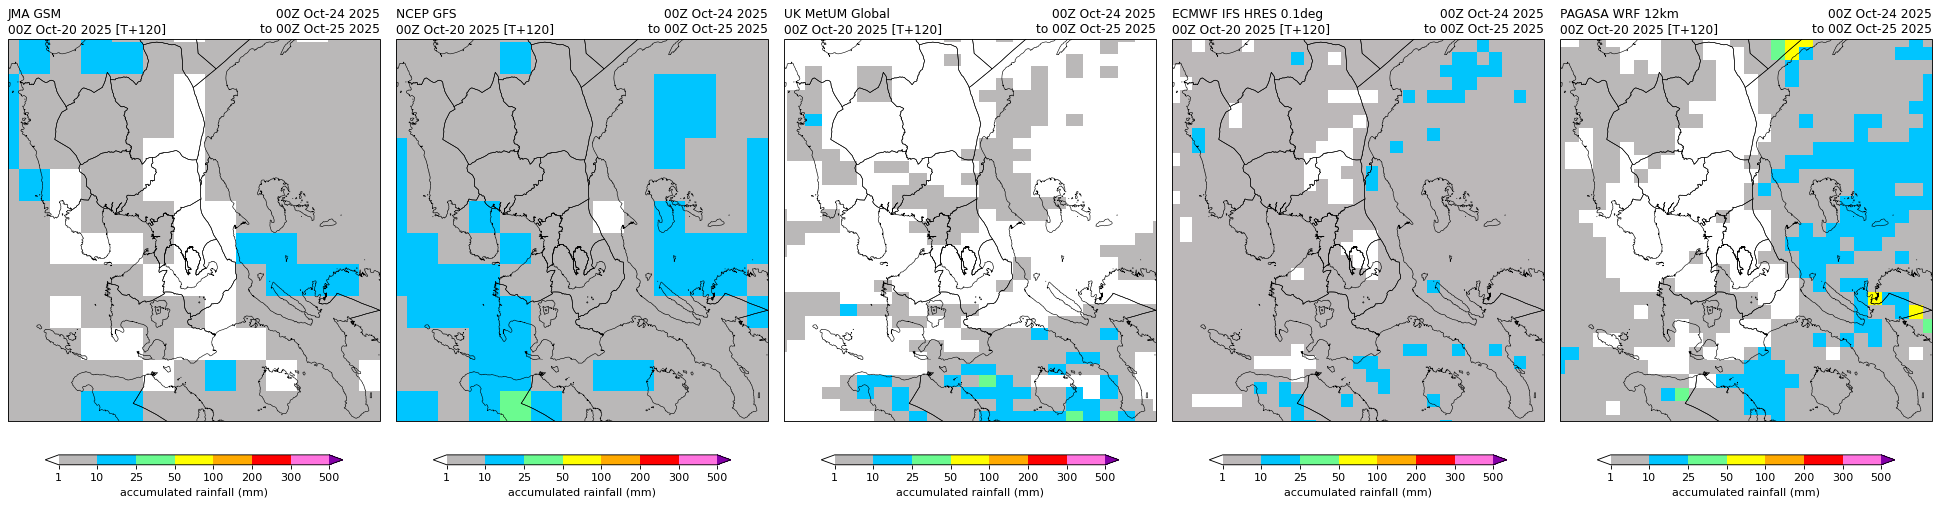 JMA GSM 00Z Oct-24 2025
00Z Oct-20 2025 [T+120] to 00Z Oct-25 2025
1 10 25 50 100 200 300 500
accumulated rainfall (mm)
NCEP GFS 00Z Oct-24 2025
00Z Oct-20 2025 [T+120] to 00Z Oct-25 2025
1 10 25 50 100 200 300 500
accumulated rainfall (mm)
UK MetUM Global 00Z Oct-24 2025
00Z Oct-20 2025 [T+120] to 00Z Oct-25 2025
1 10 25 50 100 200 300 500
accumulated rainfall (mm)
ECMWF IFS HRES 0.1deg 00Z Oct-24 2025
00Z Oct-20 2025 [T+120] to 00Z Oct-25 2025
1 10 25 50 100 200 300 500
accumulated rainfall (mm)
PAGASA WRF 12km 00Z Oct-24 2025
00Z Oct-20 2025 [T+120] to 00Z Oct-25 2025
1 10 25 50 100 200 300 500
accumulated rainfall (mm)